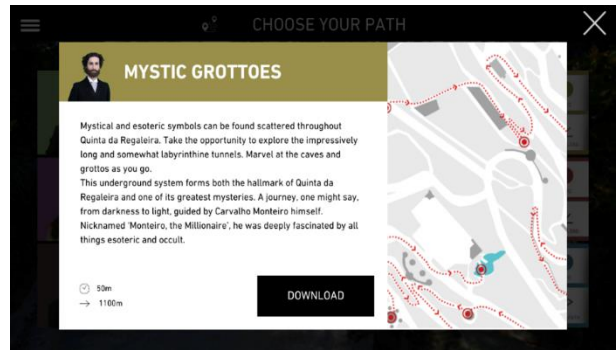 CHOOSE YOUR PATH
MYSTIC GROTTOES
Mystical and esoteric symbols can be found scattered throughout
Quinta da Regaleira. Take the opportunity to explore the impressively
long and somewhat labyrinthine tunnels. Marvel at the caves and
grottos as you go.
This underground system forms both the hallmark of Quinta da
Regaleira and one of its greatest mysteries. A journey, one might say,
from darkness to light, guided by Carvalho Monteiro himself.
Nicknamed 'Monteiro, the Millionaire', he was deeply fascinated by all
things esoteric and occult.
50m
1100m
DOWNLOAD